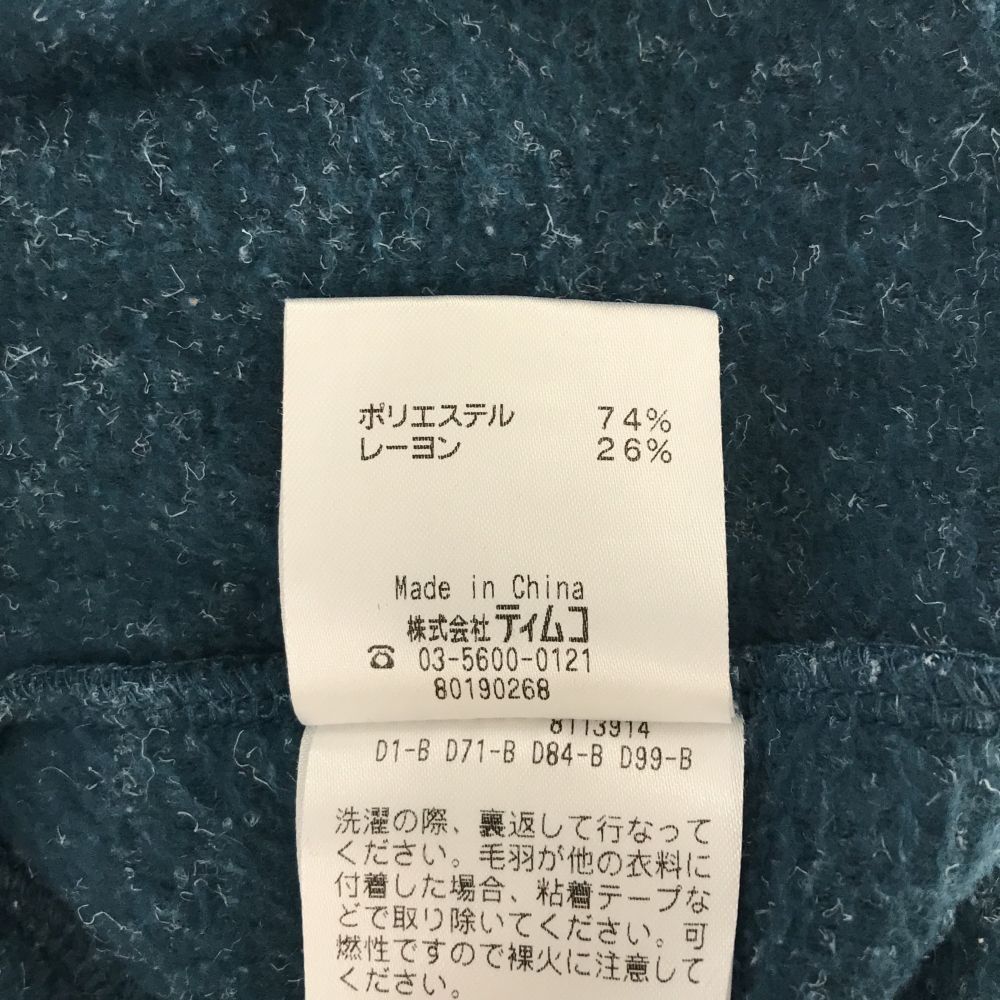 ポリエステル 74%
レーヨン 26%
Made in China
株式会社 ティムコ
☎ 03-5600-0121
80190268
8113914
D1-B D71-B D84-B D99-B
洗濯の際、裏返して行なって
ください。毛羽が他の衣料に
付着した場合、粘着テープな
どで取り除いてください。可
燃性ですので裸火に注意して
ください。